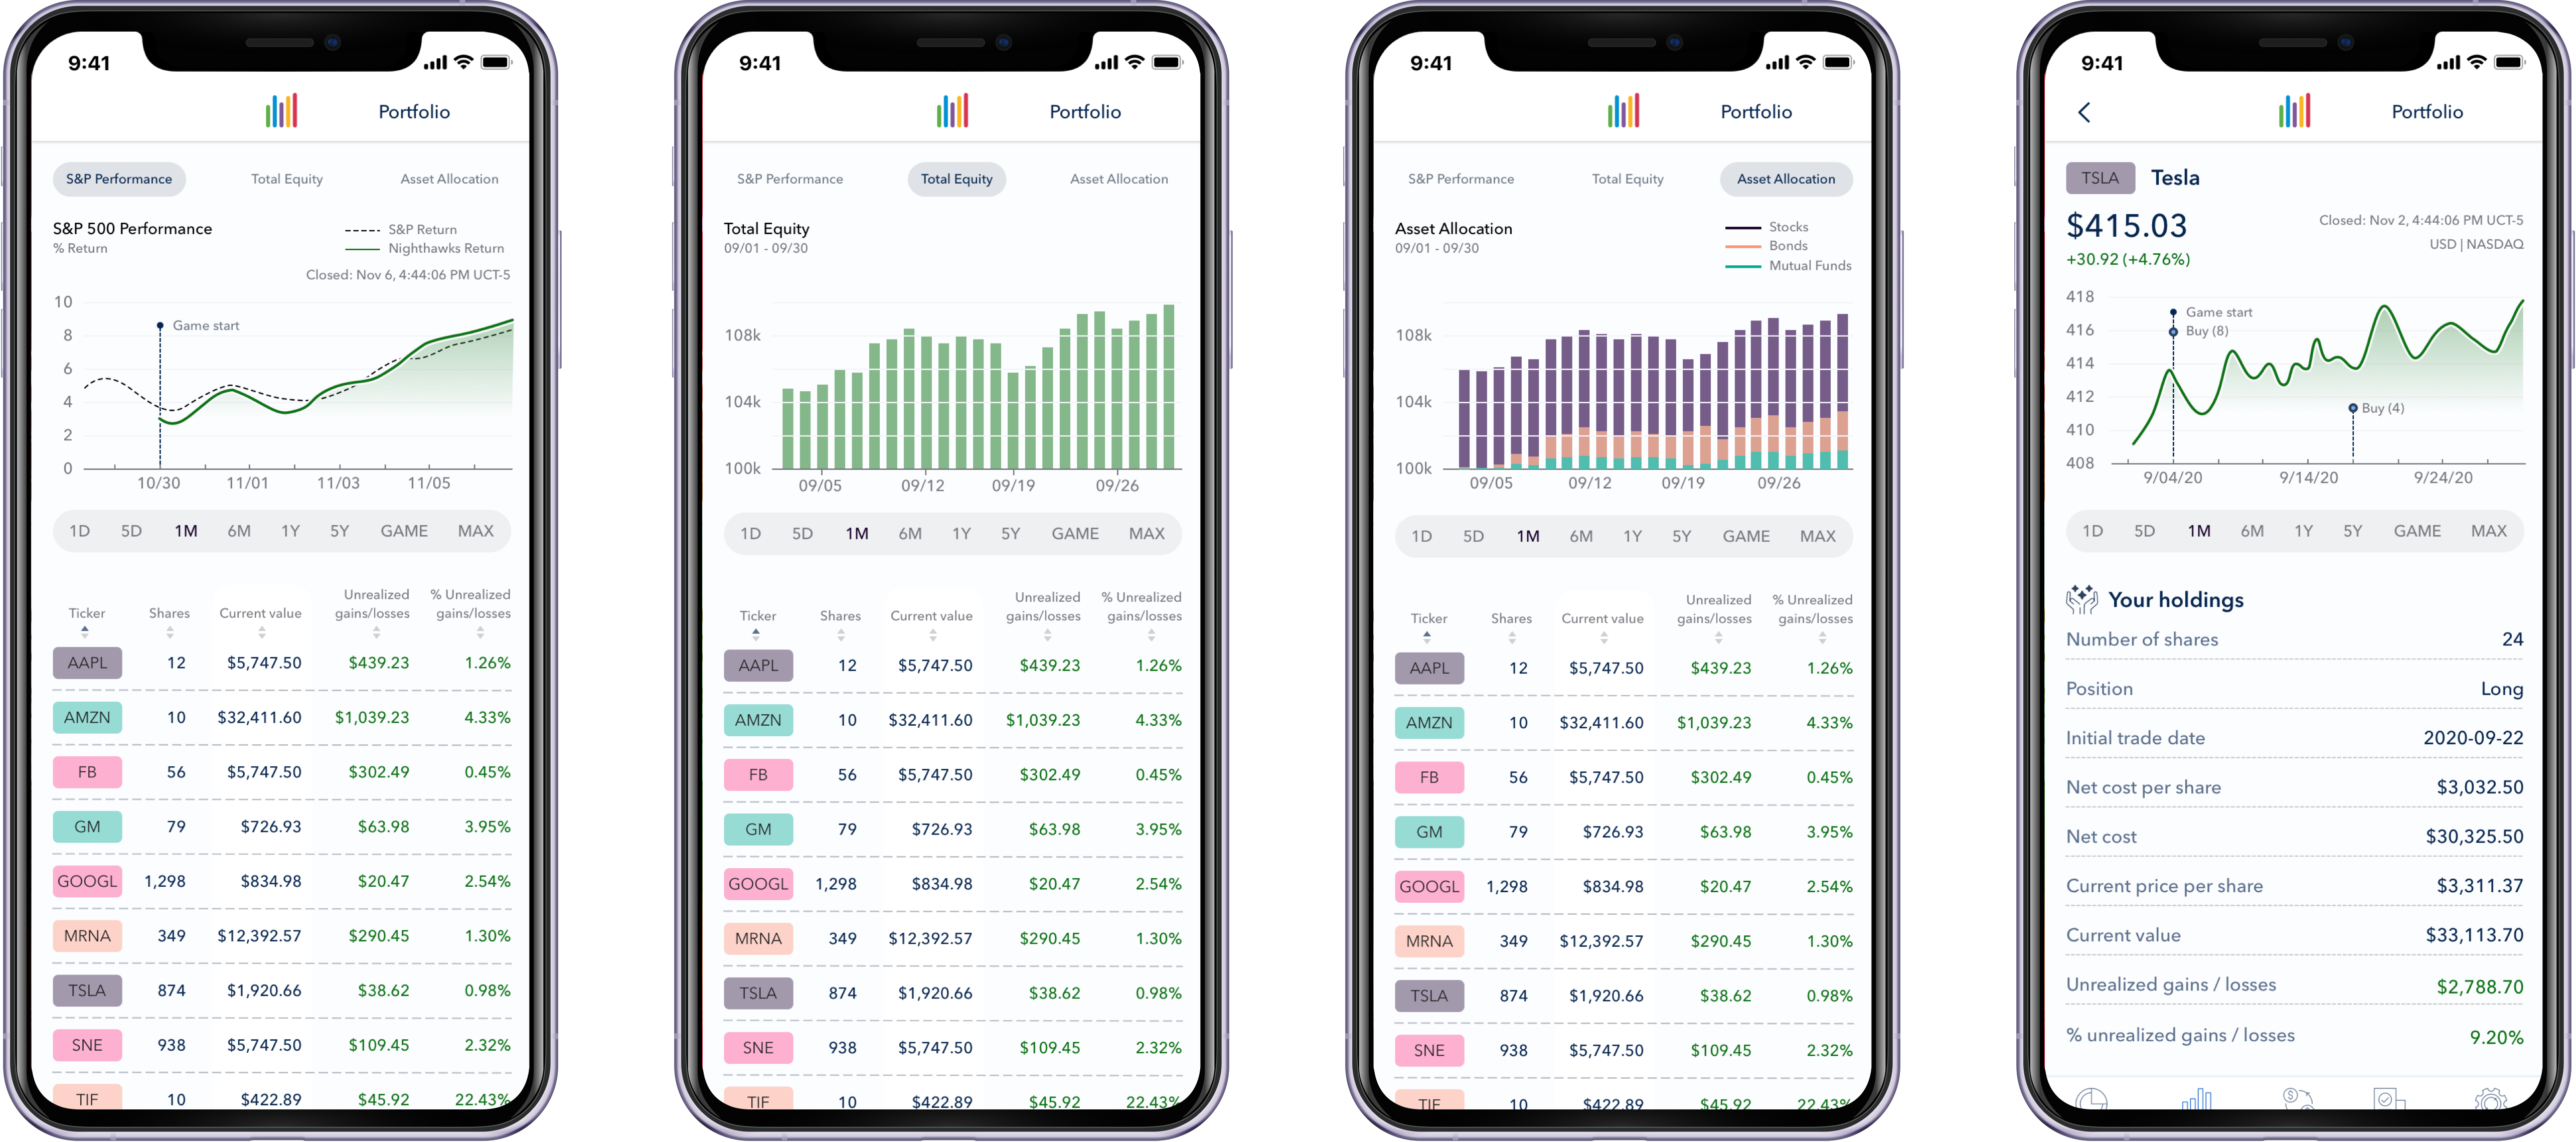 9:41
Portfolio
S&P Performance Total Equity Asset Allocation
S&P 500 Performance
% Return
S&P Return
Nighthawks Return
Closed: Nov 6, 4:44:06 PM UCT-5
10
8
6
4
2
0
Game start
10/30 11/01 11/03 11/05
1D 5D 1M 6M 1Y 5Y GAME MAX
Ticker Shares Current value Unrealized gains/losses % Unrealized gains/losses
AAPL 12 $5,747.50 $439.23 1.26%
AMZN 10 $32,411.60 $1,039.23 4.33%
FB 56 $5,747.50 $302.49 0.45%
GM 79 $726.93 $63.98 3.95%
GOOGL 1,298 $834.98 $20.47 2.54%
MRNA 349 $12,392.57 $290.45 1.30%
TSLA 874 $1,920.66 $38.62 0.98%
SNE 938 $5,747.50 $109.45 2.32%
TIF 10 $422.89 $45.92 22.43%
9:41
Portfolio
S&P Performance Total Equity Asset Allocation
Total Equity
09/01 - 09/30
108k
104k
100k
09/05 09/12 09/19 09/26
1D 5D 1M 6M 1Y 5Y GAME MAX
Ticker Shares Current value Unrealized gains/losses % Unrealized gains/losses
AAPL 12 $5,747.50 $439.23 1.26%
AMZN 10 $32,411.60 $1,039.23 4.33%
FB 56 $5,747.50 $302.49 0.45%
GM 79 $726.93 $63.98 3.95%
GOOGL 1,298 $834.98 $20.47 2.54%
MRNA 349 $12,392.57 $290.45 1.30%
TSLA 874 $1,920.66 $38.62 0.98%
SNE 938 $5,747.50 $109.45 2.32%
TIF 10 $422.89 $45.92 22.43%
9:41
Portfolio
S&P Performance Total Equity Asset Allocation
Asset Allocation
09/01 - 09/30
Stocks
Bonds
Mutual Funds
108k
104k
100k
09/05 09/12 09/19 09/26
1D 5D 1M 6M 1Y 5Y GAME MAX
Ticker Shares Current value Unrealized gains/losses % Unrealized gains/losses
AAPL 12 $5,747.50 $439.23 1.26%
AMZN 10 $32,411.60 $1,039.23 4.33%
FB 56 $5,747.50 $302.49 0.45%
GM 79 $726.93 $63.98 3.95%
GOOGL 1,298 $834.98 $20.47 2.54%
MRNA 349 $12,392.57 $290.45 1.30%
TSLA 874 $1,920.66 $38.62 0.98%
SNE 938 $5,747.50 $109.45 2.32%
TIF 10 $422.89 $45.92 22.43%
9:41
Portfolio
TSLA Tesla
$415.03
+30.92 (+4.76%)
Closed: Nov 2, 4:44:06 PM UCT-5
USD | NASDAQ
418
416
414
412
410
408
Game start
Buy (8)
Buy (4)
9/04/20 9/14/20 9/24/20
1D 5D 1M 6M 1Y 5Y GAME MAX
Your holdings
Number of shares 24
Position Long
Initial trade date 2020-09-22
Net cost per share $3,032.50
Net cost $30,325.50
Current price per share $3,311.37
Current value $33,113.70
Unrealized gains / losses $2,788.70
% unrealized gains / losses 9.20%